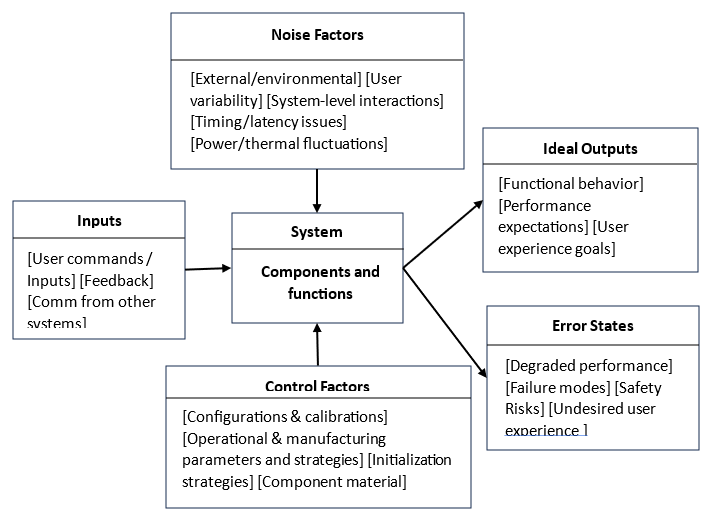 Noise Factors
[External/environmental] [User
variability] [System-level interactions]
[Timing/latency issues]
[Power/thermal fluctuations]
Ideal Outputs
[Functional behavior]
[Performance
expectations] [User
experience goals]
Inputs
[User commands /
Inputs] [Feedback]
[Comm from other
systems]
System
Components and
functions
Error States
[Degraded performance]
[Failure modes] [Safety
Risks] [Undesired user
experience ]
Control Factors
[Configurations & calibrations]
[Operational & manufacturing
parameters and strategies] [Initialization
strategies] [Component material]